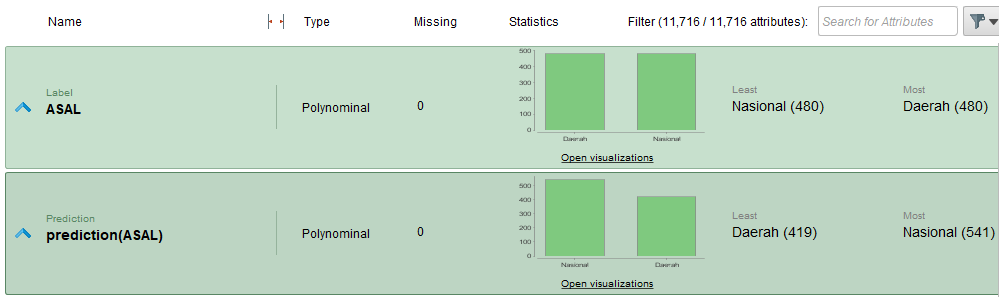 Name Type Missing Statistics Filter (11,716 / 11,716 attributes): Search for Attributes
Label
ASAL
Polynominal
0
500
400
300
200
100
0
Daerah Nasional
Open visualizations
Least
Nasional (480)
Most
Daerah (480)
Prediction
prediction(ASAL)
Polynominal
0
500
400
300
200
100
0
Nasional Daerah
Open visualizations
Least
Daerah (419)
Most
Nasional (541)